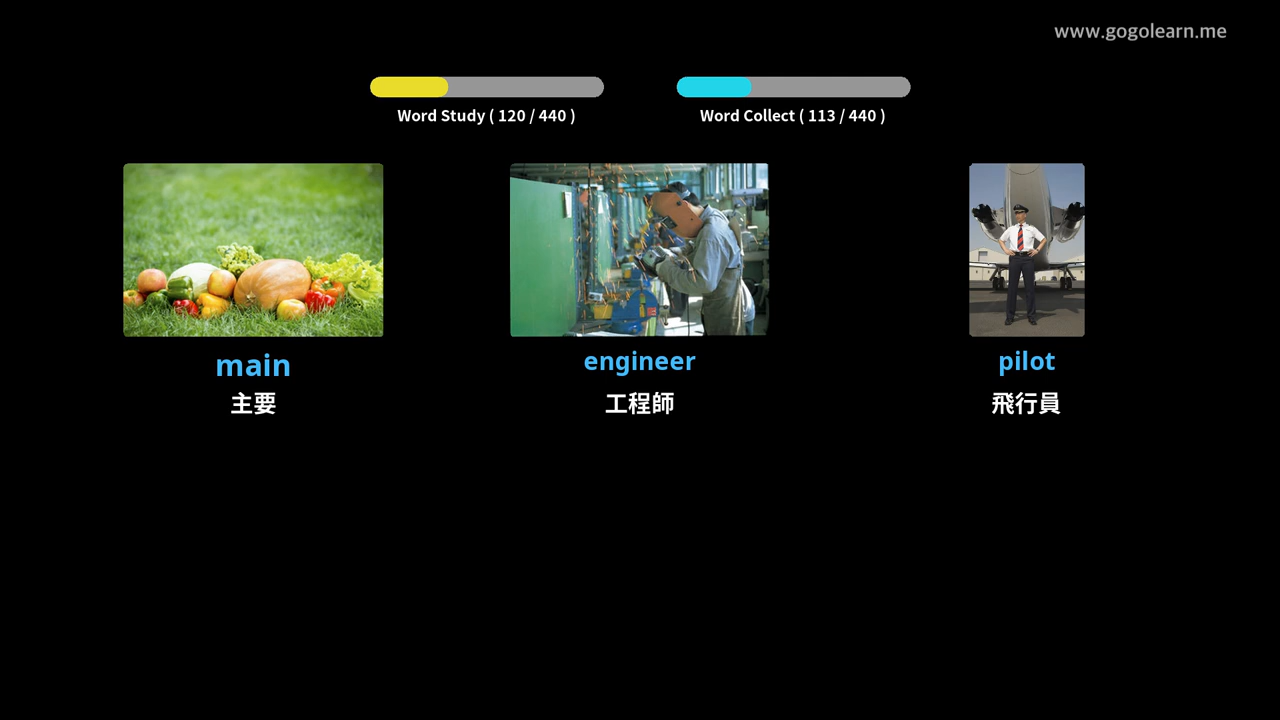 www.gogolearn.me
Word Study ( 120 / 440 )
Word Collect ( 113 / 440 )
main
主要
engineer
工程師
pilot
飛行員